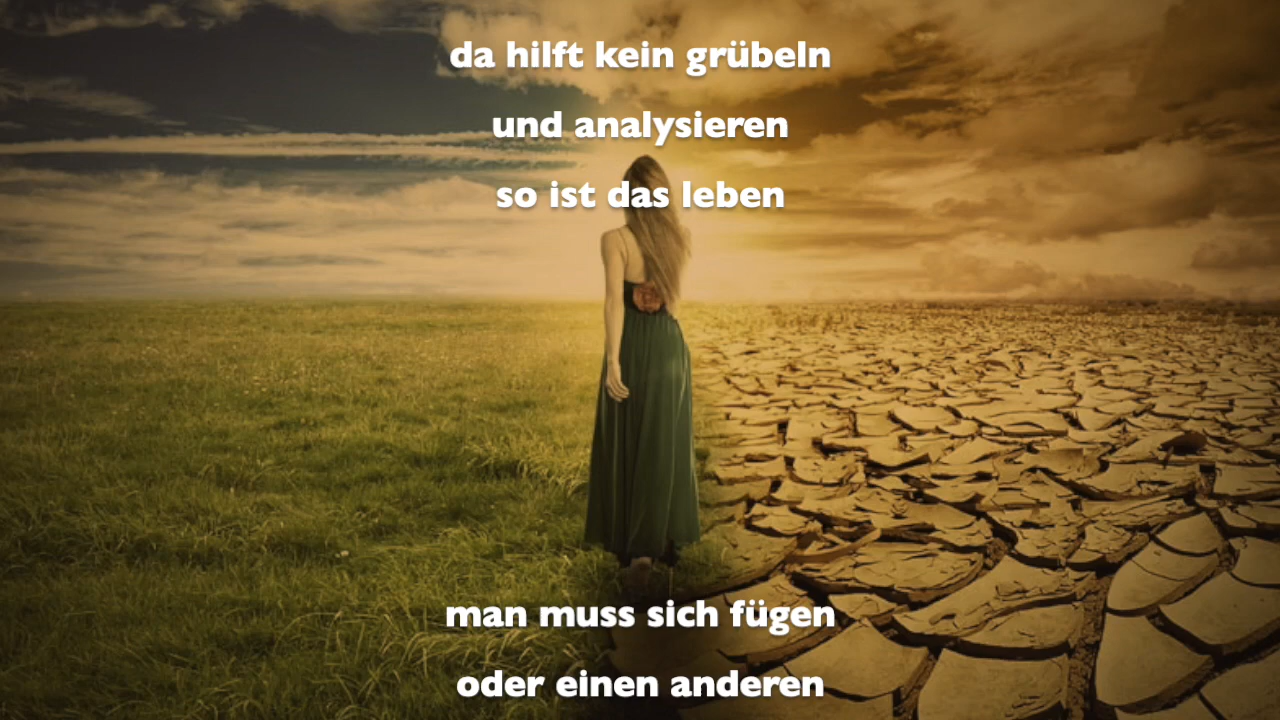 da hilft kein grübeln
und analysieren
so ist das leben
man muss sich fügen
oder einen anderen